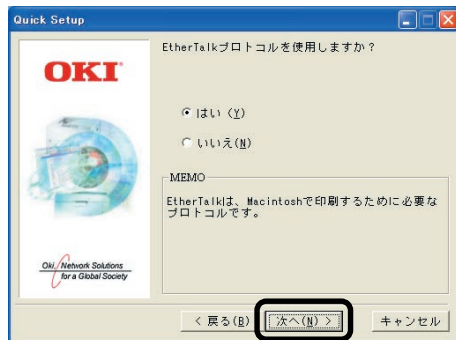 Quick Setup
OKI
EtherTalkプロトコルを使用しますか？
はい (Y)
いいえ(N)
MEMO
EtherTalkは、Macintoshで印刷するために必要な
プロトコルです。
Oki, Network Solutions
for a Global Society
< 戻る(B)
次へ(N) >
キャンセル